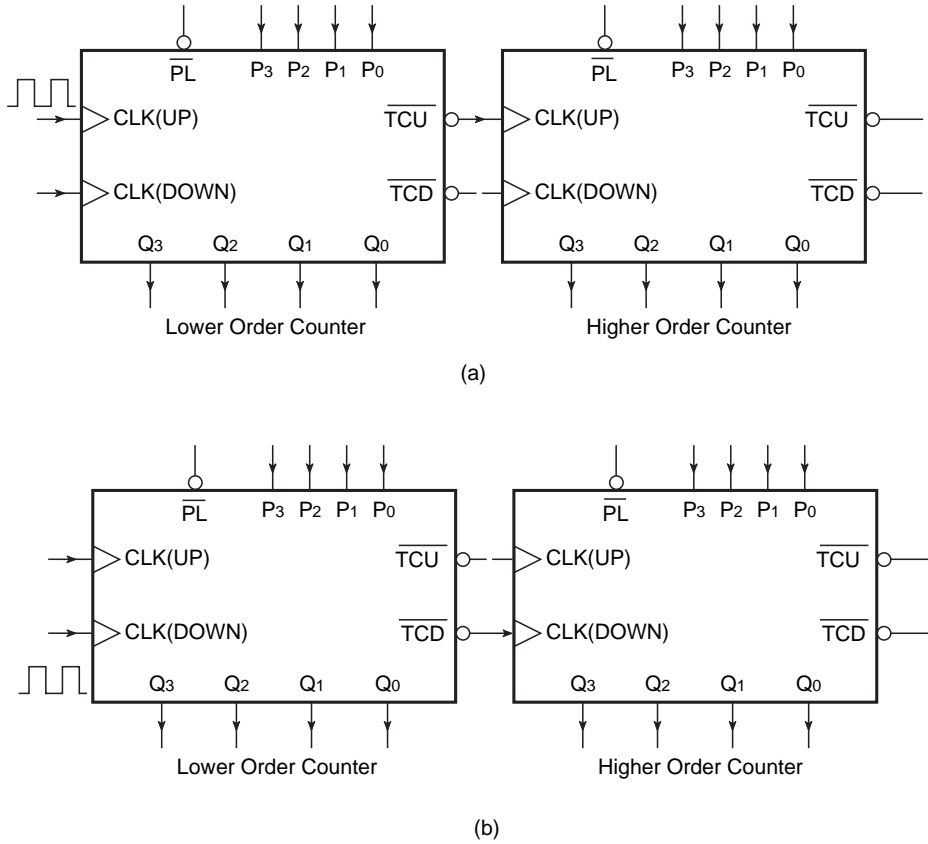 PL P3 P2 P1 P0 PL P3 P2 P1 P0
CLK(UP) TCU CLK(UP) TCU
CLK(DOWN) TCD CLK(DOWN) TCD
Q3 Q2 Q1 Q0 Q3 Q2 Q1 Q0
Lower Order Counter Higher Order Counter
(a)
PL P3 P2 P1 P0 PL P3 P2 P1 P0
CLK(UP) TCU CLK(UP) TCU
CLK(DOWN) TCD CLK(DOWN) TCD
Q3 Q2 Q1 Q0 Q3 Q2 Q1 Q0
Lower Order Counter Higher Order Counter
(b)